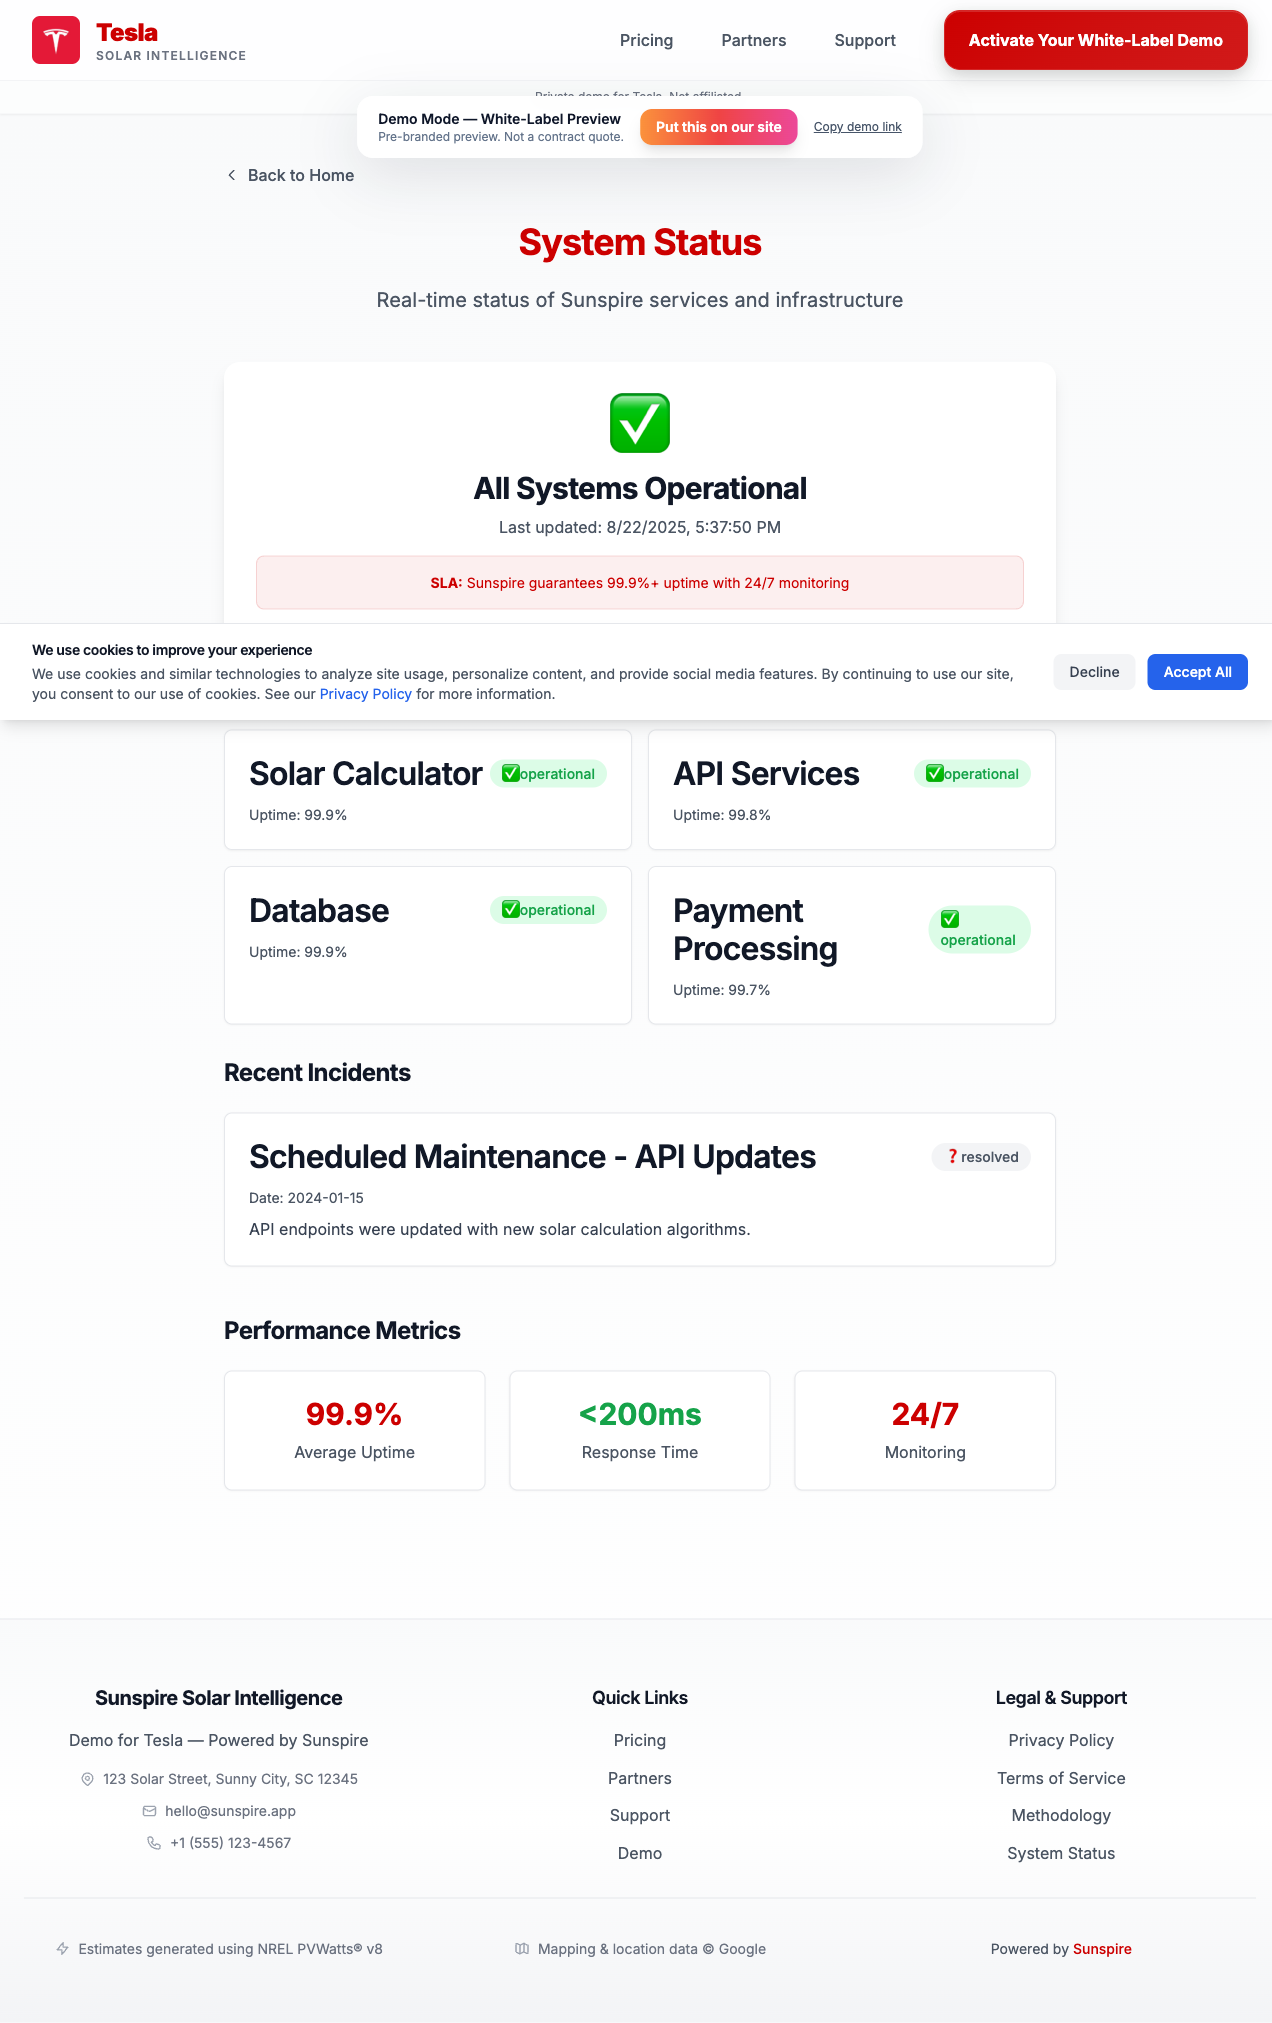 Tesla
SOLAR INTELLIGENCE
Pricing
Partners
Support
Activate Your White-Label Demo
Private demo for Tesla. Not affiliated
Demo Mode — White-Label Preview
Pre-branded preview. Not a contract quote.
Put this on our site
Copy demo link
Back to Home
System Status
Real-time status of Sunspire services and infrastructure
✅
All Systems Operational
Last updated: 8/22/2025, 5:37:50 PM
SLA: Sunspire guarantees 99.9%+ uptime with 24/7 monitoring
We use cookies to improve your experience
We use cookies and similar technologies to analyze site usage, personalize content, and provide social media features. By continuing to use our site,
you consent to our use of cookies. See our Privacy Policy for more information.
Decline
Accept All
Solar Calculator
✅operational
Uptime: 99.9%
API Services
✅operational
Uptime: 99.8%
Database
✅operational
Uptime: 99.9%
Payment
Processing
✅
operational
Uptime: 99.7%
Recent Incidents
Scheduled Maintenance - API Updates
❓resolved
Date: 2024-01-15
API endpoints were updated with new solar calculation algorithms.
Performance Metrics
99.9%
Average Uptime
<200ms
Response Time
24/7
Monitoring
Sunspire Solar Intelligence
Demo for Tesla — Powered by Sunspire
123 Solar Street, Sunny City, SC 12345
hello@sunspire.app
+1 (555) 123-4567
Quick Links
Pricing
Partners
Support
Demo
Legal & Support
Privacy Policy
Terms of Service
Methodology
System Status
Estimates generated using NREL PVWatts® v8
Mapping & location data © Google
Powered by Sunspire